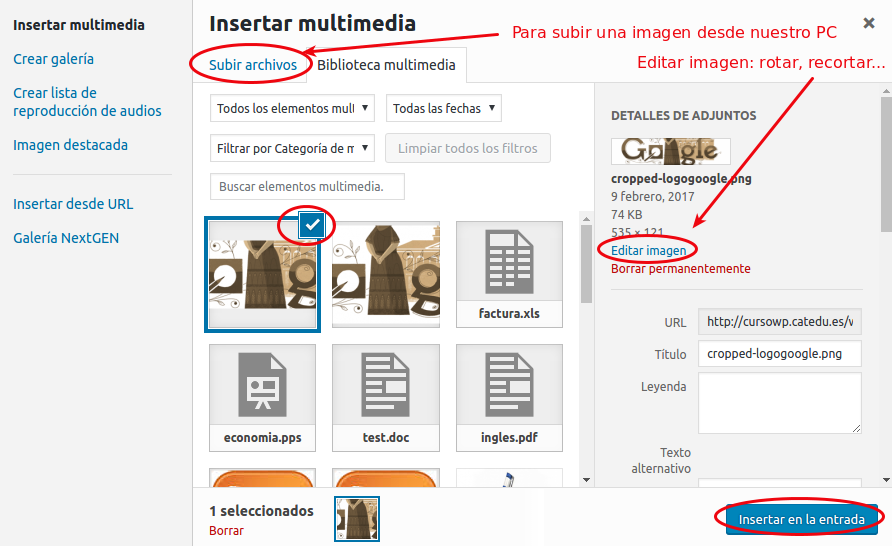 Insertar multimedia
Crear galería
Crear lista de
reproducción de audios
Imagen destacada
Insertar desde URL
Galería NextGEN
Insertar multimedia
Para subir una imagen desde nuestro PC
Subir archivos
Biblioteca multimedia
Editar imagen: rotar, recortar...
Todos los elementos mult
Todas las fechas
Filtrar por Categoría de m
Limpiar todos los filtros
Buscar elementos multimedia.
factura.xls
economia.pps
test.doc
ingles.pdf
DETALLES DE ADJUNTOS
Google
cropped-logogoogle.png
9 febrero, 2017
74 KB
535 × 121
Editar imagen
Borrar permanentemente
URL
http://cursowp.catedu.es/v
Título
cropped-logogoogle.png
Leyenda
Texto
alternativo
1 seleccionados
Borrar
Insertar en la entrada